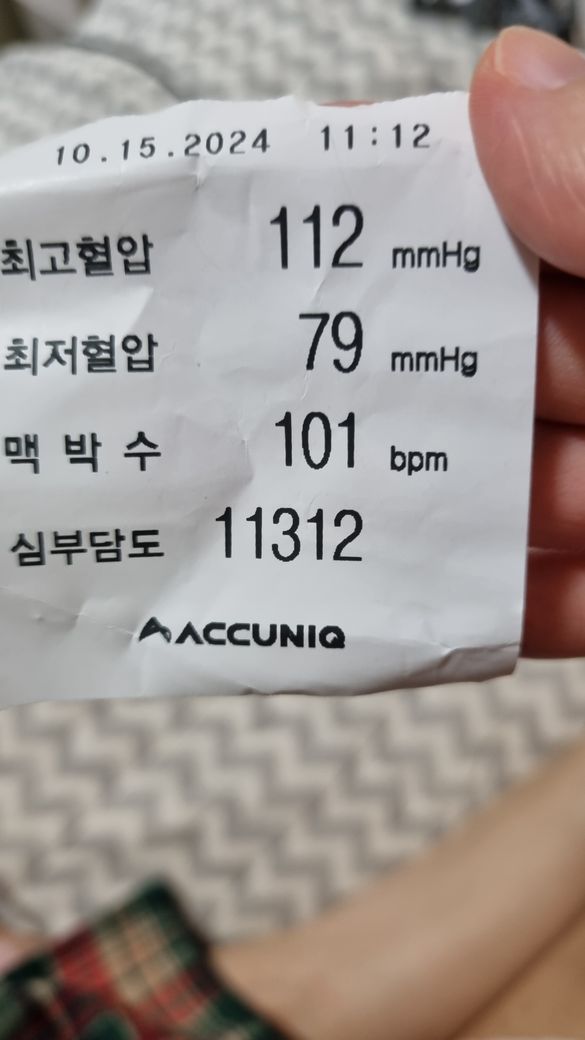 10.15.2024 11:12
최고혈압 112 mmHg
최저혈압 79 mmHg
맥 박 수 101 bpm
심부담도 11312
ACCUNIQ